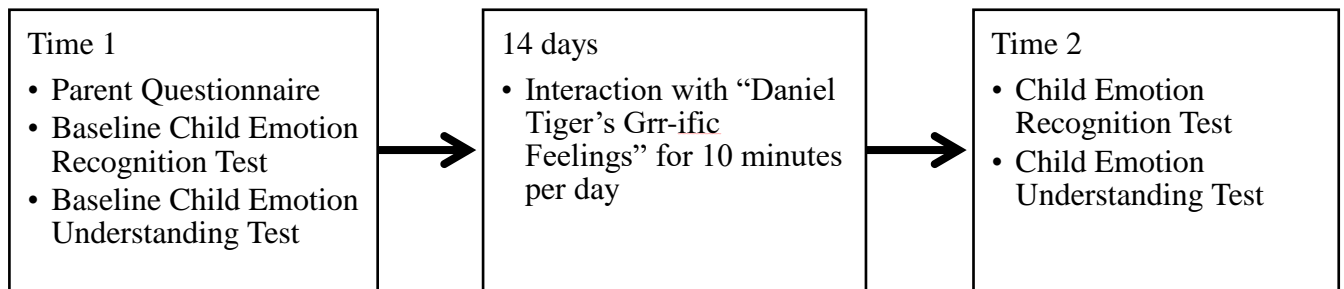 Time 1
• Parent Questionnaire
• Baseline Child Emotion
Recognition Test
• Baseline Child Emotion
Understanding Test
14 days
• Interaction with “Daniel
Tiger’s Grr-ific
Feelings” for 10 minutes
per day
Time 2
• Child Emotion
Recognition Test
• Child Emotion
Understanding Test